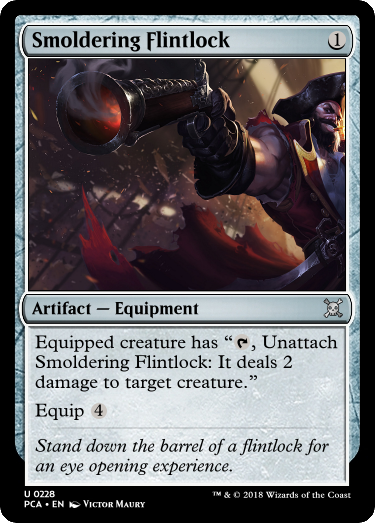 Smoldering Flintlock 1
Artifact — Equipment
Equipped creature has “, Unattach
Smoldering Flintlock: It deals 2
damage to target creature.”
Equip 4
Stand down the barrel of a flintlock for
an eye opening experience.
U 0228
PCA • EN Victor Maury
™ & © 2018 Wizards of the Coast